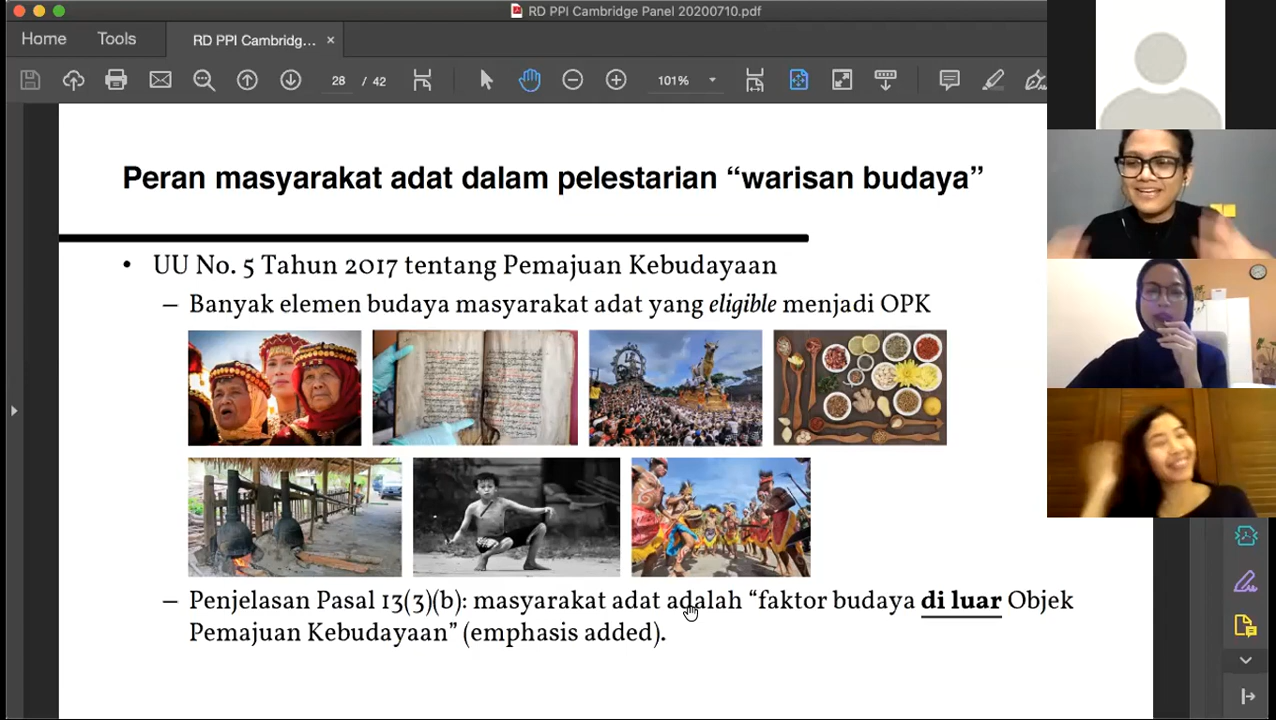 RD PPI Cambridge Panel 20200710.pdf
Home Tools RD PPI Cambridg... ×
28 / 42 101%
Peran masyarakat adat dalam pelestarian “warisan budaya”
• UU No. 5 Tahun 2017 tentang Pemajuan Kebudayaan
– Banyak elemen budaya masyarakat adat yang eligible menjadi OPK
– Penjelasan Pasal 13(3)(b): masyarakat adat adalah “faktor budaya di luar Objek
Pemajuan Kebudayaan” (emphasis added).